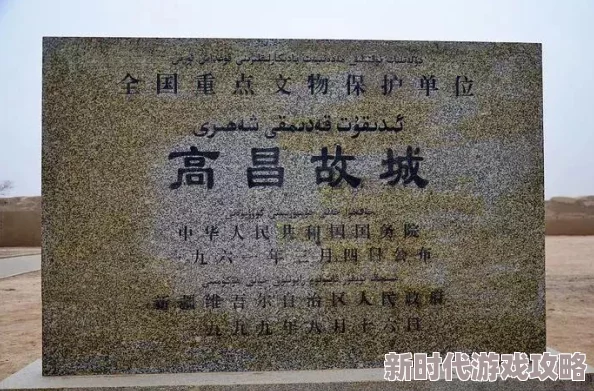 全国重点文物保护单位
ئىدىقۇت قەدىمقى شەھىرى
高昌故城
中华人民共和国国务院
一九六一年三月四日公布
新疆维吾尔自治区人民政府
一九九九年八月十六日
新时代游戏攻略